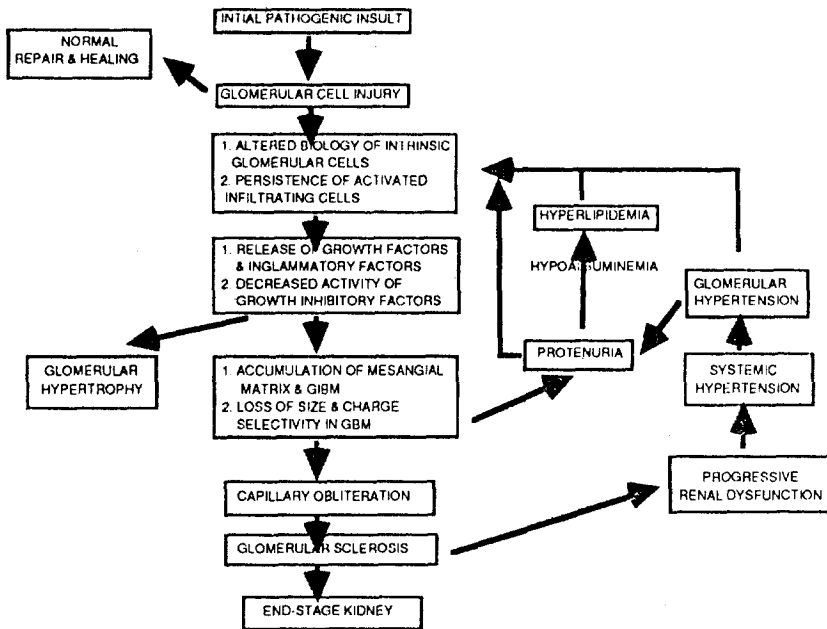 INTIAL PATHOGENIC INSULT
NORMAL
REPAIR & HEALING
GLOMERULAR CELL INJURY
1. ALTERED BIOLOGY OF INTRINSIC
GLOMERULAR CELLS
2. PERSISTENCE OF ACTIVATED
INFILTRATING CELLS
1. RELEASE OF GROWTH FACTORS
& INGLAMMATORY FACTORS
2. DECREASED ACTIVITY OF
GROWTH INHIBITORY FACTORS
GLOMERULAR
HYPERTROPHY
1. ACCUMULATION OF MESANGIAL
MATRIX & GIBM
2. LOSS OF SIZE & CHARGE
SELECTIVITY IN GBM
CAPILLARY OBLITERATION
GLOMERULAR SCLEROSIS
END-STAGE KIDNEY
HYPERLIPIDEMIA
HYPOALBUMINEMIA
PROTENURIA
GLOMERULAR
HYPERTENSION
SYSTEMIC
HYPERTENSION
PROGRESSIVE
RENAL DYSFUNCTION